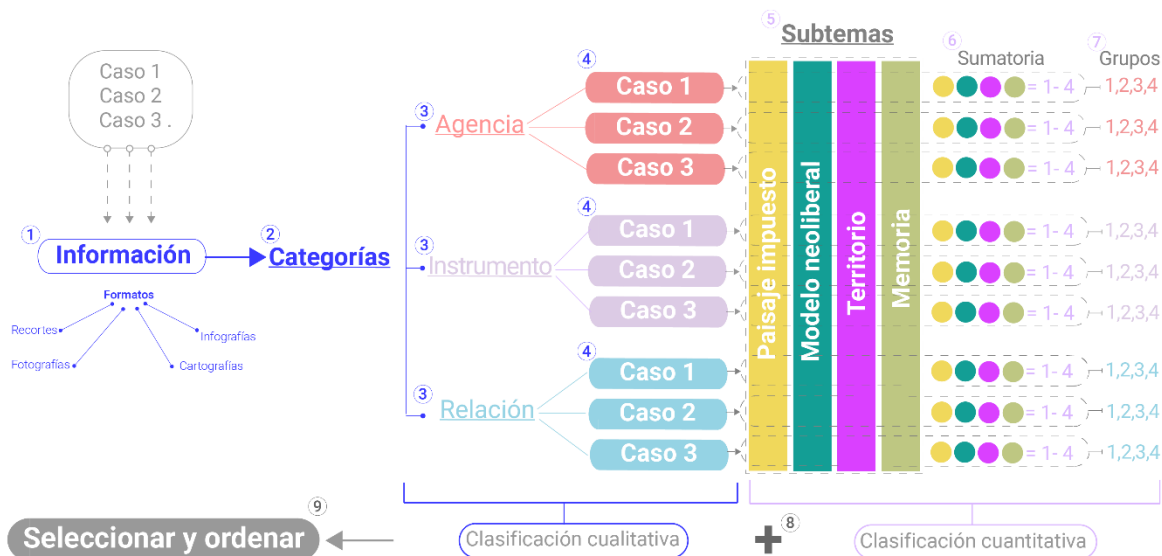 Caso 1
Caso 2
Caso 3 .
1
Información
Formatos
Recortes
Infografías
Fotografías
Cartografías
2
Categorías
3
Agencia
4
Caso 1
Caso 2
Caso 3
3
Instrumento
4
Caso 1
Caso 2
Caso 3
3
Relación
4
Caso 1
Caso 2
Caso 3
5
Subtemas
Paisaje impuesto
Modelo neoliberal
Territorio
Memoria
6
Sumatoria
7
Grupos
= 1- 4
1,2,3,4
= 1- 4
1,2,3,4
= 1- 4
1,2,3,4
= 1- 4
1,2,3,4
= 1- 4
1,2,3,4
= 1- 4
1,2,3,4
= 1- 4
1,2,3,4
= 1- 4
1,2,3,4
= 1- 4
1,2,3,4
Seleccionar y ordenar
9
Clasificación cualitativa
+
8
Clasificación cuantitativa